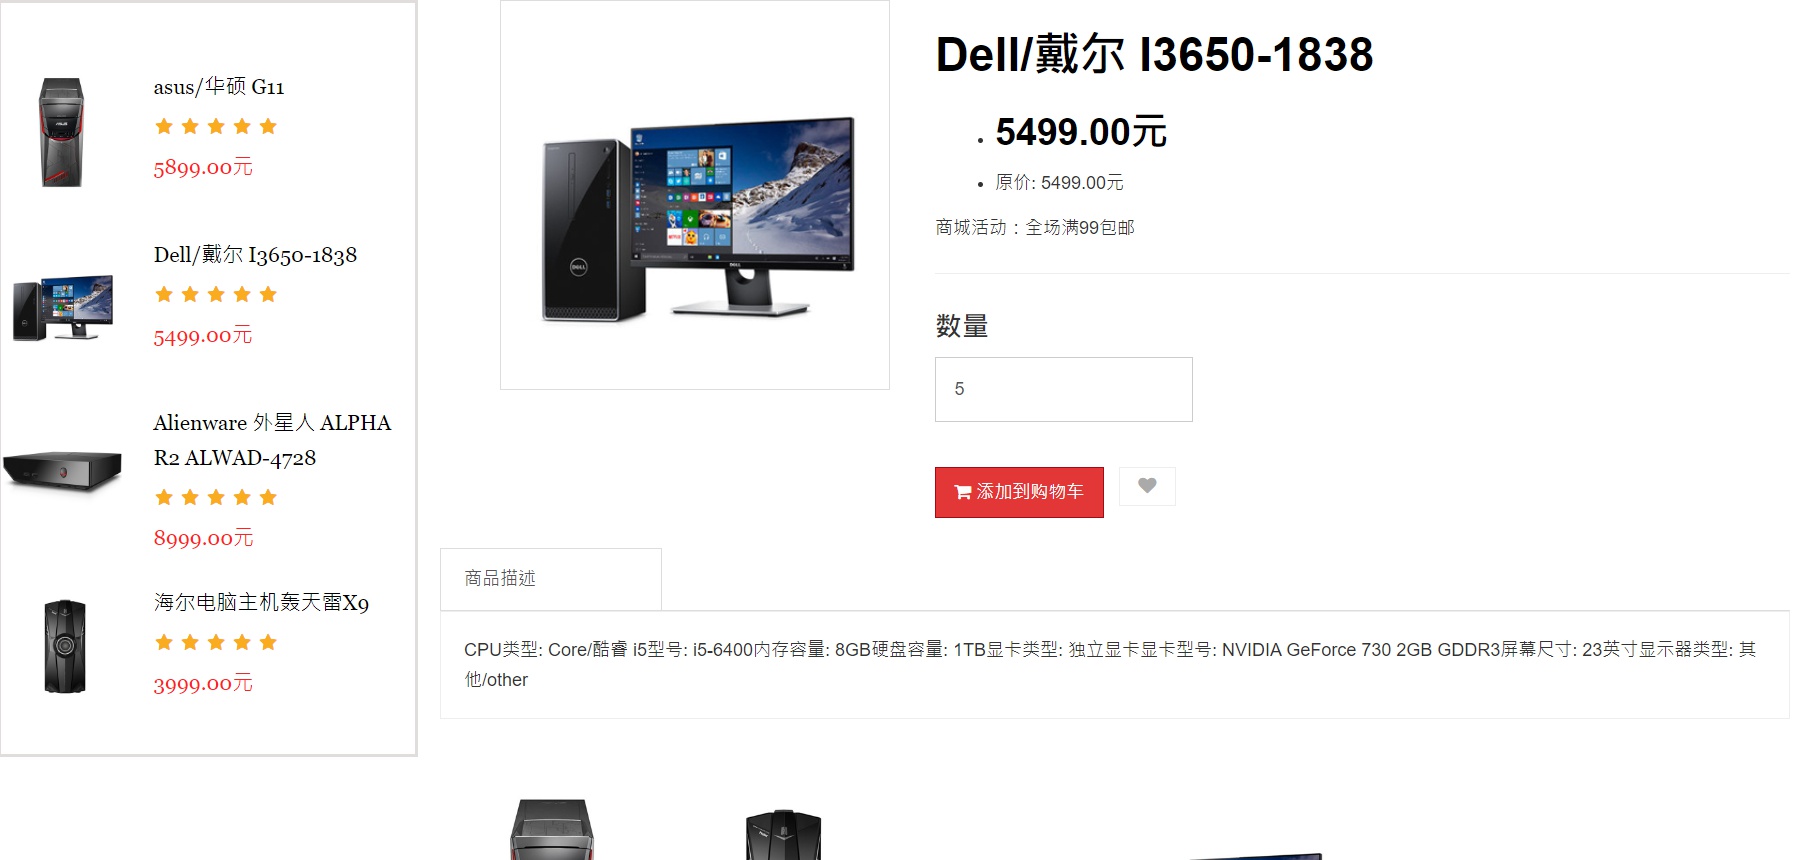 asus/华硕 G11
5899.00元
Dell/戴尔 I3650-1838
5499.00元
Alienware 外星人 ALPHA
R2 ALWAD-4728
8999.00元
海尔电脑主机轰天雷X9
3999.00元
Dell/戴尔 I3650-1838
5499.00元
原价: 5499.00元
商城活动：全场满99包邮
数量
5
添加到购物车
商品描述
CPU类型: Core/酷睿 i5型号: i5-6400内存容量: 8GB硬盘容量: 1TB显卡类型: 独立显卡显卡型号: NVIDIA GeForce 730 2GB GDDR3屏幕尺寸: 23英寸显示器类型: 其
他/other